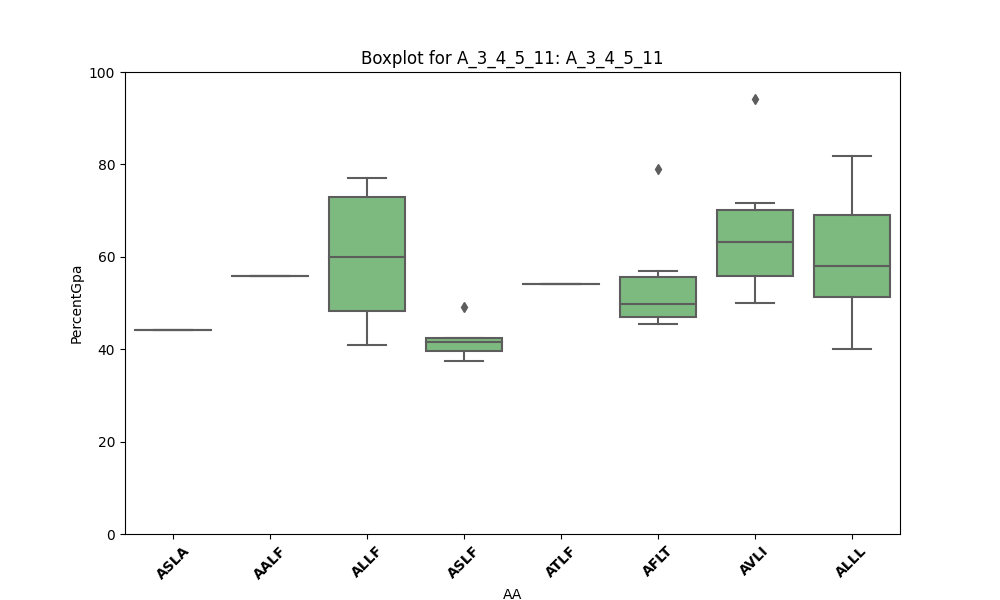 Boxplot for A_3_4_5_11: A_3_4_5_11
100
80
60
40
20
0
PercentGpa
ASLA
AALF
ALLF
ASLF
ATLF
AFLT
AVLI
ALLL
AA